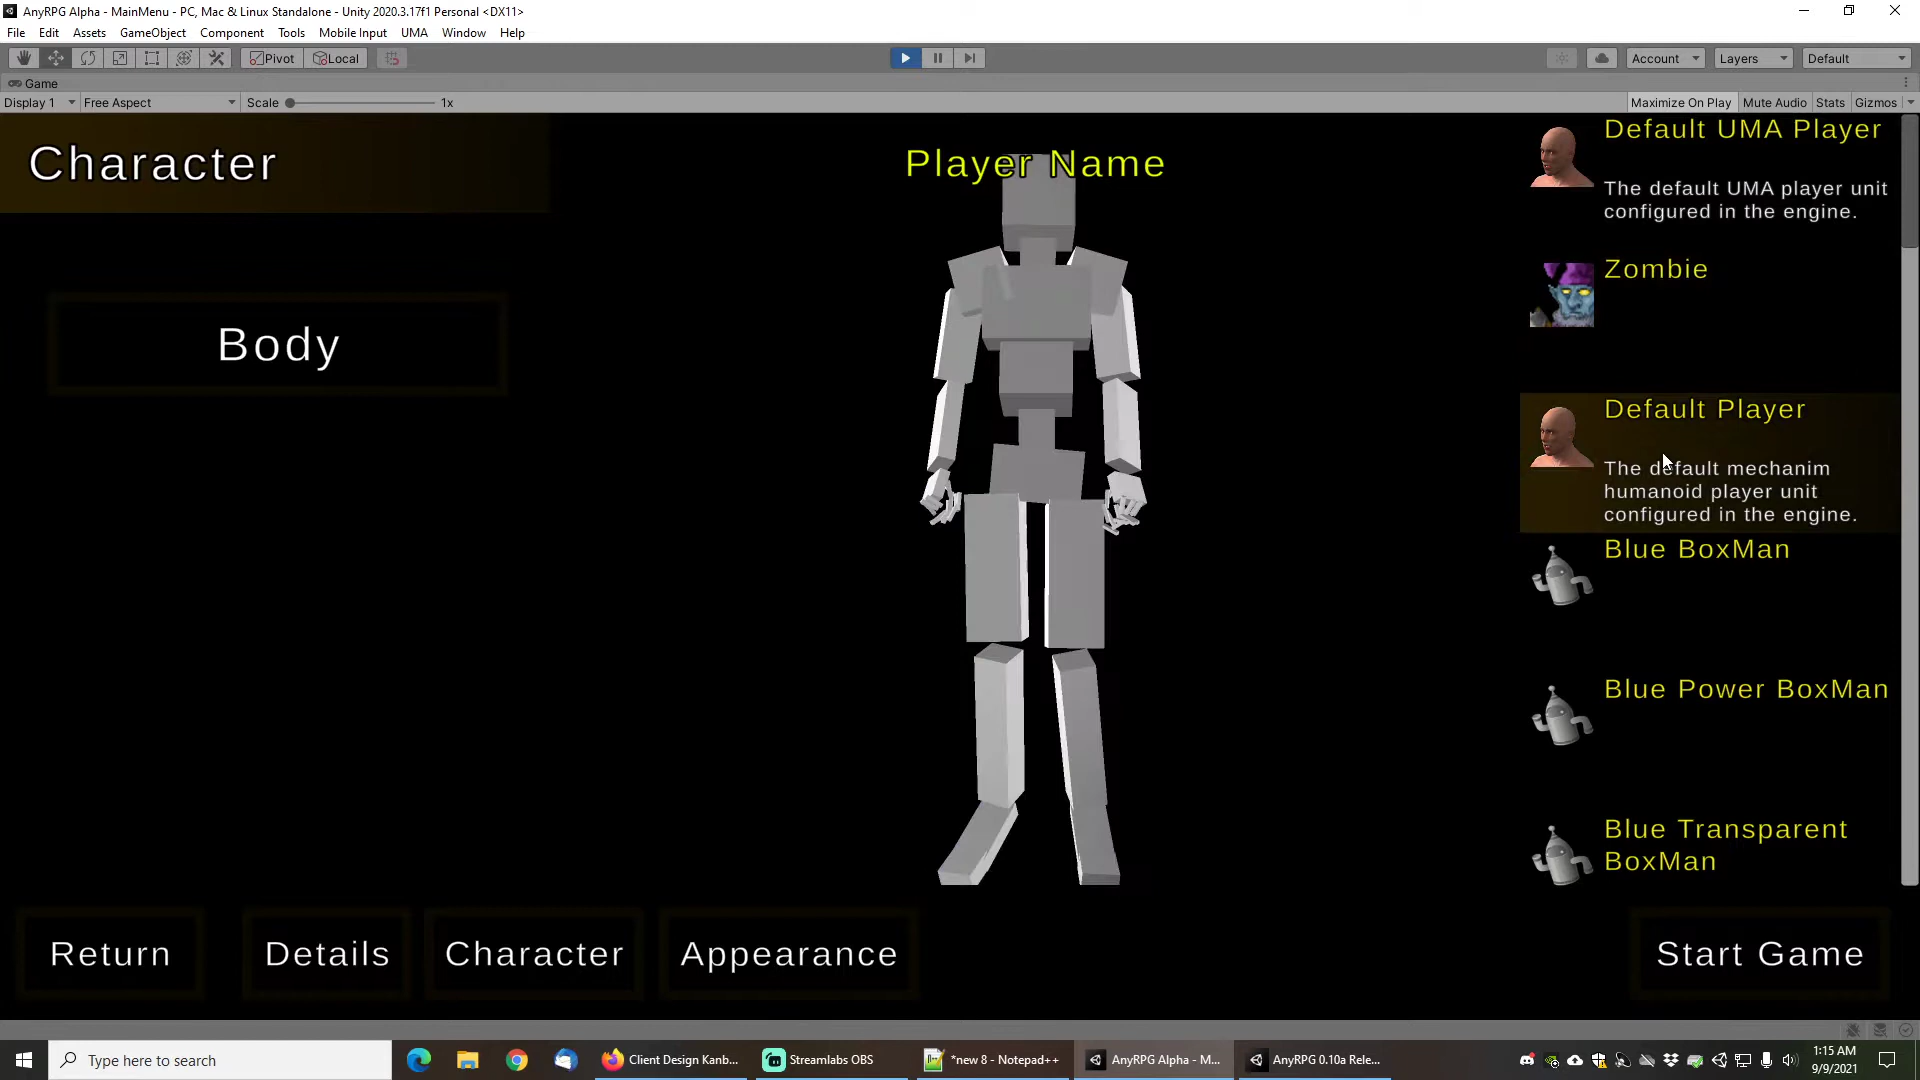 AnyRPG Alpha - MainMenu - PC, Mac & Linux Standalone - Unity 2020.3.17f1 Personal <DX11>
File Edit Assets GameObject Component Tools Mobile Input UMA Window Help
Pivot Local Account Layers Default
Game
Display 1 Free Aspect Scale 1x Maximize On Play Mute Audio Stats Gizmos
Character
Player Name
Body
Default UMA Player
The default UMA player unit
configured in the engine.
Zombie
Default Player
The default mechanim
humanoid player unit
configured in the engine.
Blue BoxMan
Blue Power BoxMan
Blue Transparent
BoxMan
Return Details Character Appearance Start Game
Type here to search Client Design Kanb... Streamlabs OBS *new 8 - Notepad++ AnyRPG Alpha - M... AnyRPG 0.10a Rele... 1:15 AM
9/9/2021